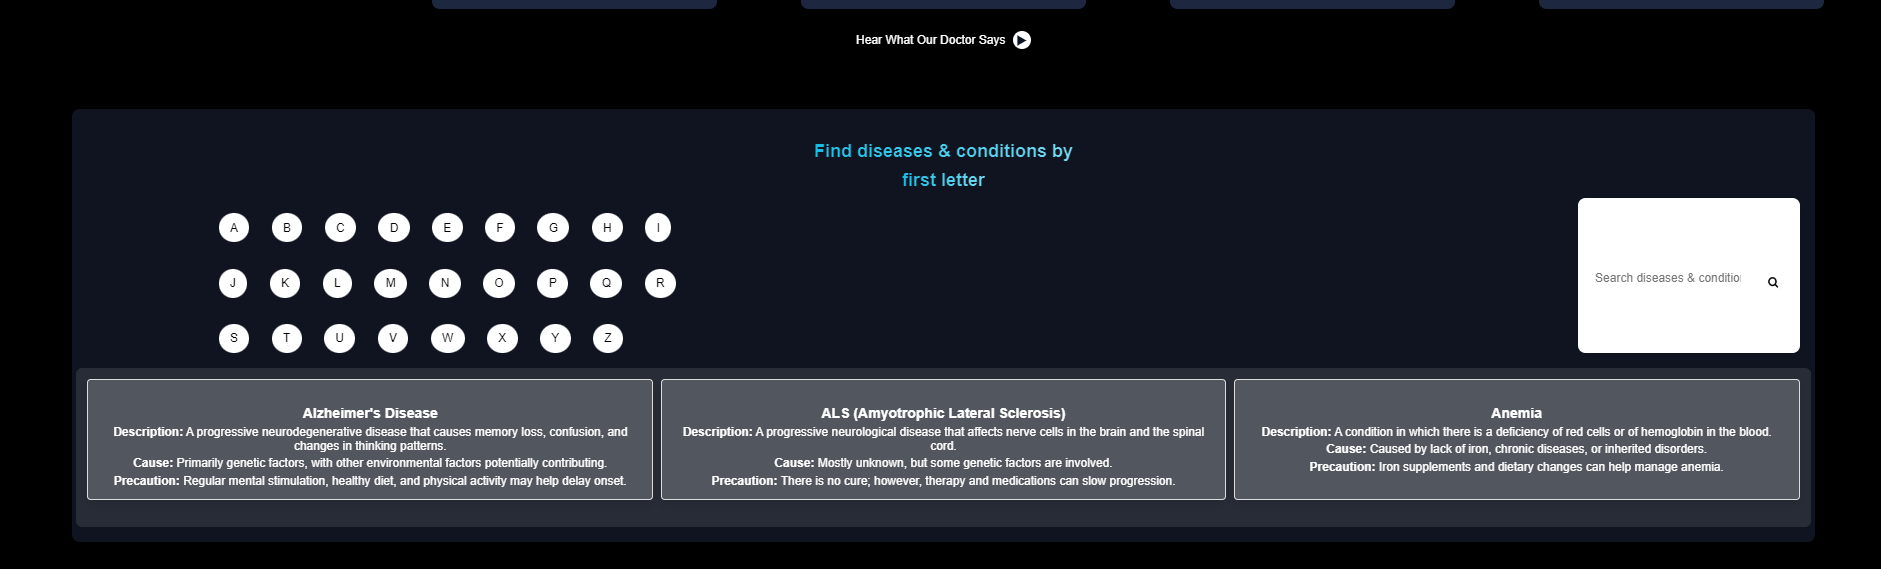 Hear What Our Doctor Says
Find diseases & conditions by
first letter
A B C D E F G H I
J K L M N O P Q R
S T U V W X Y Z
Search diseases & conditio
Alzheimer's Disease
Description: A progressive neurodegenerative disease that causes memory loss, confusion, and
changes in thinking patterns.
Cause: Primarily genetic factors, with other environmental factors potentially contributing.
Precaution: Regular mental stimulation, healthy diet, and physical activity may help delay onset.
ALS (Amyotrophic Lateral Sclerosis)
Description: A progressive neurological disease that affects nerve cells in the brain and the spinal
cord.
Cause: Mostly unknown, but some genetic factors are involved.
Precaution: There is no cure; however, therapy and medications can slow progression.
Anemia
Description: A condition in which there is a deficiency of red cells or of hemoglobin in the blood.
Cause: Caused by lack of iron, chronic diseases, or inherited disorders.
Precaution: Iron supplements and dietary changes can help manage anemia.